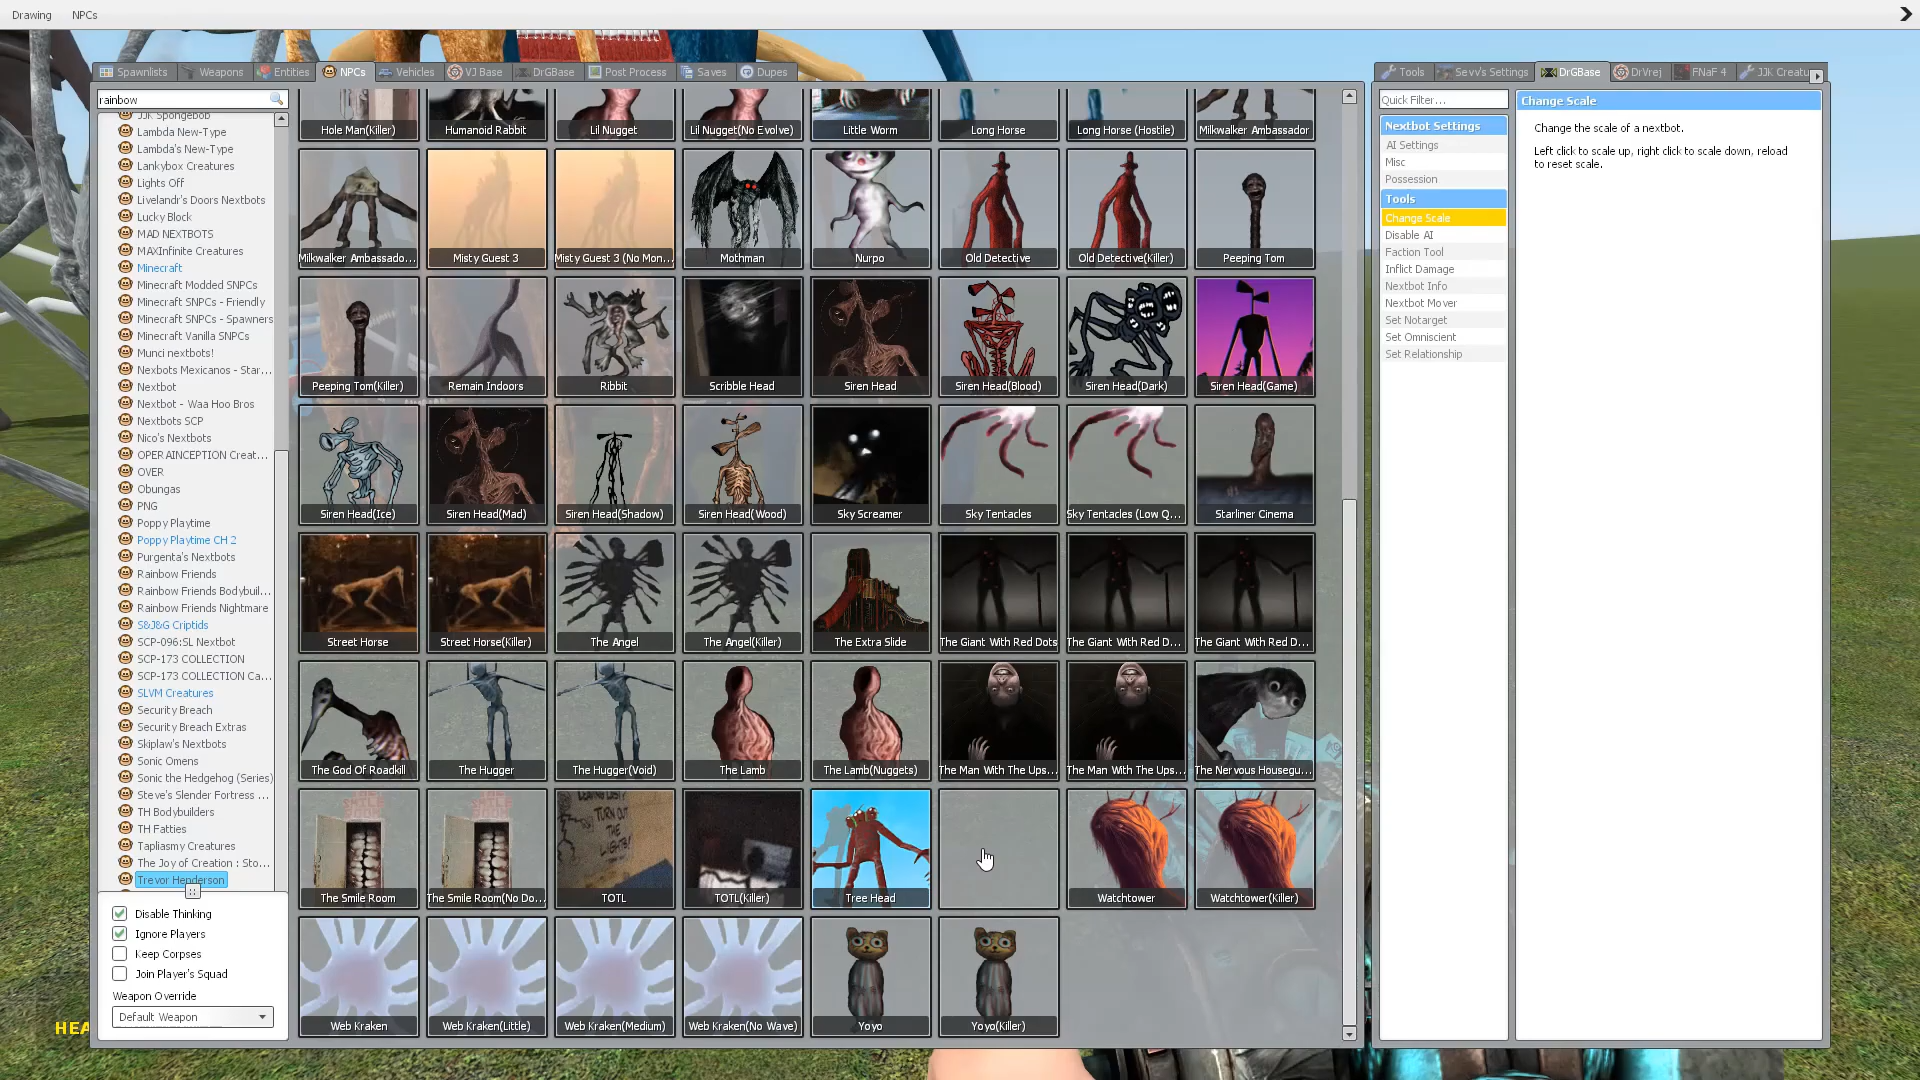 Drawing NPCs
Spawnlists Weapons Entities NPCs Vehicles VJ Base DrGBase Post Process Saves Dupes
Tools Sevv's Settings DrGBase DrVrej FNaF 4 JJK Creatu
rainbow
JJK Spongebob
Lambda New-Type
Lambda's New-Type
Lankybox Creatures
Lights Off
Livelandr's Doors Nextbots
Lucky Block
MAD NEXTBOTS
MAXInfinite Creatures
Minecraft
Minecraft Modded SNPCs
Minecraft SNPCs - Friendly
Minecraft SNPCs - Spawners
Minecraft Vanilla SNPCs
Munci nextbots!
Nexbots Mexicanos - Star...
Nextbot
Nextbot - Waa Hoo Bros
Nextbots SCP
Nico's Nextbots
OPERAINCEPTION Creat...
OVER
Obungas
PNG
Poppy Playtime
Poppy Playtime CH 2
Purgenta's Nextbots
Rainbow Friends
Rainbow Friends Bodybuil...
Rainbow Friends Nightmare
S&J&G Criptids
SCP-096:SL Nextbot
SCP-173 COLLECTION
SCP-173 COLLECTION Ca...
SLVM Creatures
Security Breach
Security Breach Extras
Skiplaw's Nextbots
Sonic Omens
Sonic the Hedgehog (Series)
Steve's Slender Fortress ...
TH Bodybuilders
TH Fatties
Tapliasmy Creatures
The Joy of Creation : Sto...
Trevor Henderson
Disable Thinking
Ignore Players
Keep Corpses
Join Player's Squad
Weapon Override
Default Weapon
HEA
Hole Man(Killer) Humanoid Rabbit Lil Nugget Lil Nugget(No Evolve) Little Worm Long Horse Long Horse (Hostile) Milkwalker Ambassador
Milkwalker Ambassado... Misty Guest 3 Misty Guest 3 (No Mon... Mothman Nurpo Old Detective Old Detective(Killer) Peeping Tom
Peeping Tom(Killer) Remain Indoors Ribbit Scribble Head Siren Head Siren Head(Blood) Siren Head(Dark) Siren Head(Game)
Siren Head(Ice) Siren Head(Mad) Siren Head(Shadow) Siren Head(Wood) Sky Screamer Sky Tentacles Sky Tentacles (Low Q... Starliner Cinema
Street Horse Street Horse(Killer) The Angel The Angel(Killer) The Extra Slide The Giant With Red Dots The Giant With Red D... The Giant With Red D...
The God Of Roadkill The Hugger The Hugger(Void) The Lamb The Lamb(Nuggets) The Man With The Ups... The Man With The Ups... The Nervous Housegu...
TURN OUT
THE
LIGHTS!
The Smile Room The Smile Room(No Do... TOTL TOTL(Killer) Tree Head Watchtower Watchtower(Killer)
Web Kraken Web Kraken(Little) Web Kraken(Medium) Web Kraken(No Wave) Yoyo Yoyo(Killer)
Quick Filter...
Nextbot Settings
AI Settings
Misc
Possession
Tools
Change Scale
Disable AI
Faction Tool
Inflict Damage
Nextbot Info
Nextbot Mover
Set Notarget
Set Omniscient
Set Relationship
Change Scale
Change the scale of a nextbot.
Left click to scale up, right click to scale down, reload
to reset scale.